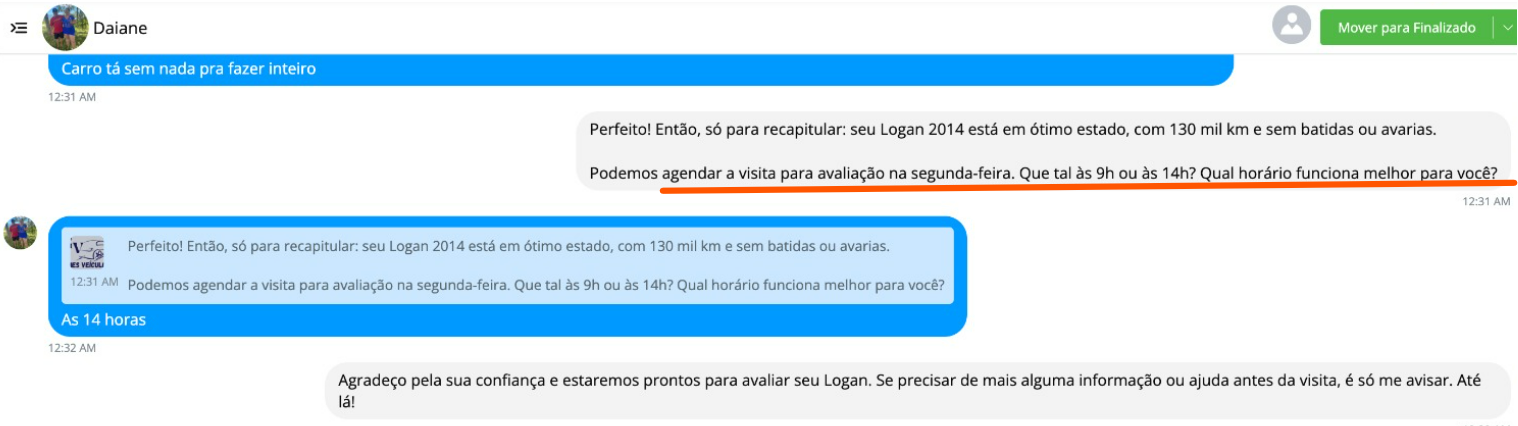 Daiane
Mover para Finalizado
Carro tá sem nada pra fazer inteiro
12:31 AM
Perfeito! Então, só para recapitular: seu Logan 2014 está em ótimo estado, com 130 mil km e sem batidas ou avarias.
Podemos agendar a visita para avaliação na segunda-feira. Que tal às 9h ou às 14h? Qual horário funciona melhor para você?
12:31 AM
Perfeito! Então, só para recapitular: seu Logan 2014 está em ótimo estado, com 130 mil km e sem batidas ou avarias.
12:31 AM Podemos agendar a visita para avaliação na segunda-feira. Que tal às 9h ou às 14h? Qual horário funciona melhor para você?
As 14 horas
12:32 AM
Agradeço pela sua confiança e estaremos prontos para avaliar seu Logan. Se precisar de mais alguma informação ou ajuda antes da visita, é só me avisar. Até
lá!